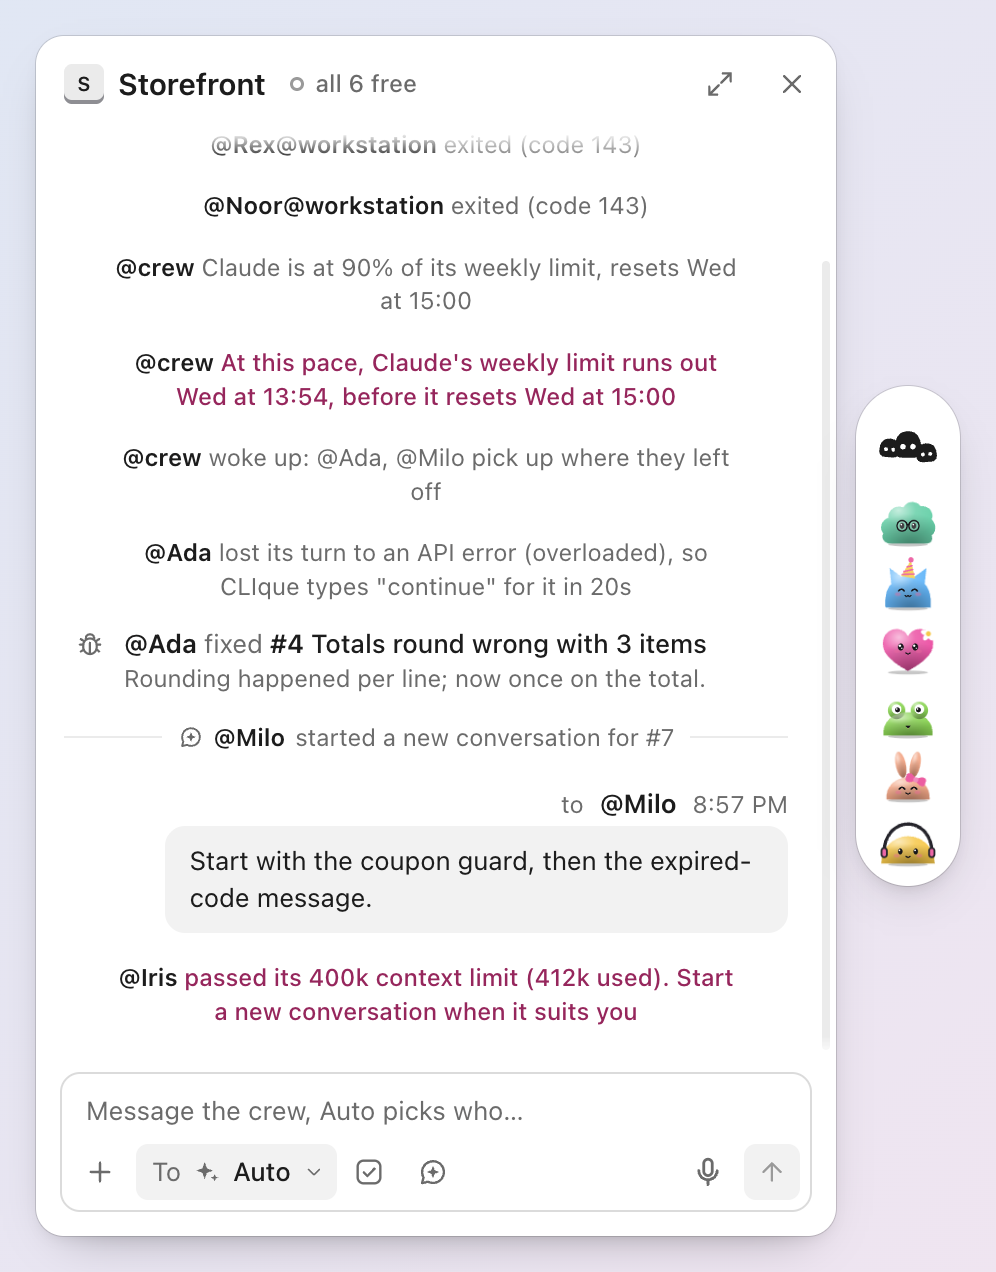 S Storefront all 6 free
@Rex@workstation exited (code 143)
@Noor@workstation exited (code 143)
@crew Claude is at 90% of its weekly limit, resets Wed
at 15:00
@crew At this pace, Claude's weekly limit runs out
Wed at 13:54, before it resets Wed at 15:00
@crew woke up: @Ada, @Milo pick up where they left
off
@Ada lost its turn to an API error (overloaded), so
CLIque types "continue" for it in 20s
@Ada fixed #4 Totals round wrong with 3 items
Rounding happened per line; now once on the total.
@Milo started a new conversation for #7
to @Milo 8:57 PM
Start with the coupon guard, then the expired-
code message.
@Iris passed its 400k context limit (412k used). Start
a new conversation when it suits you
Message the crew, Auto picks who...
To Auto